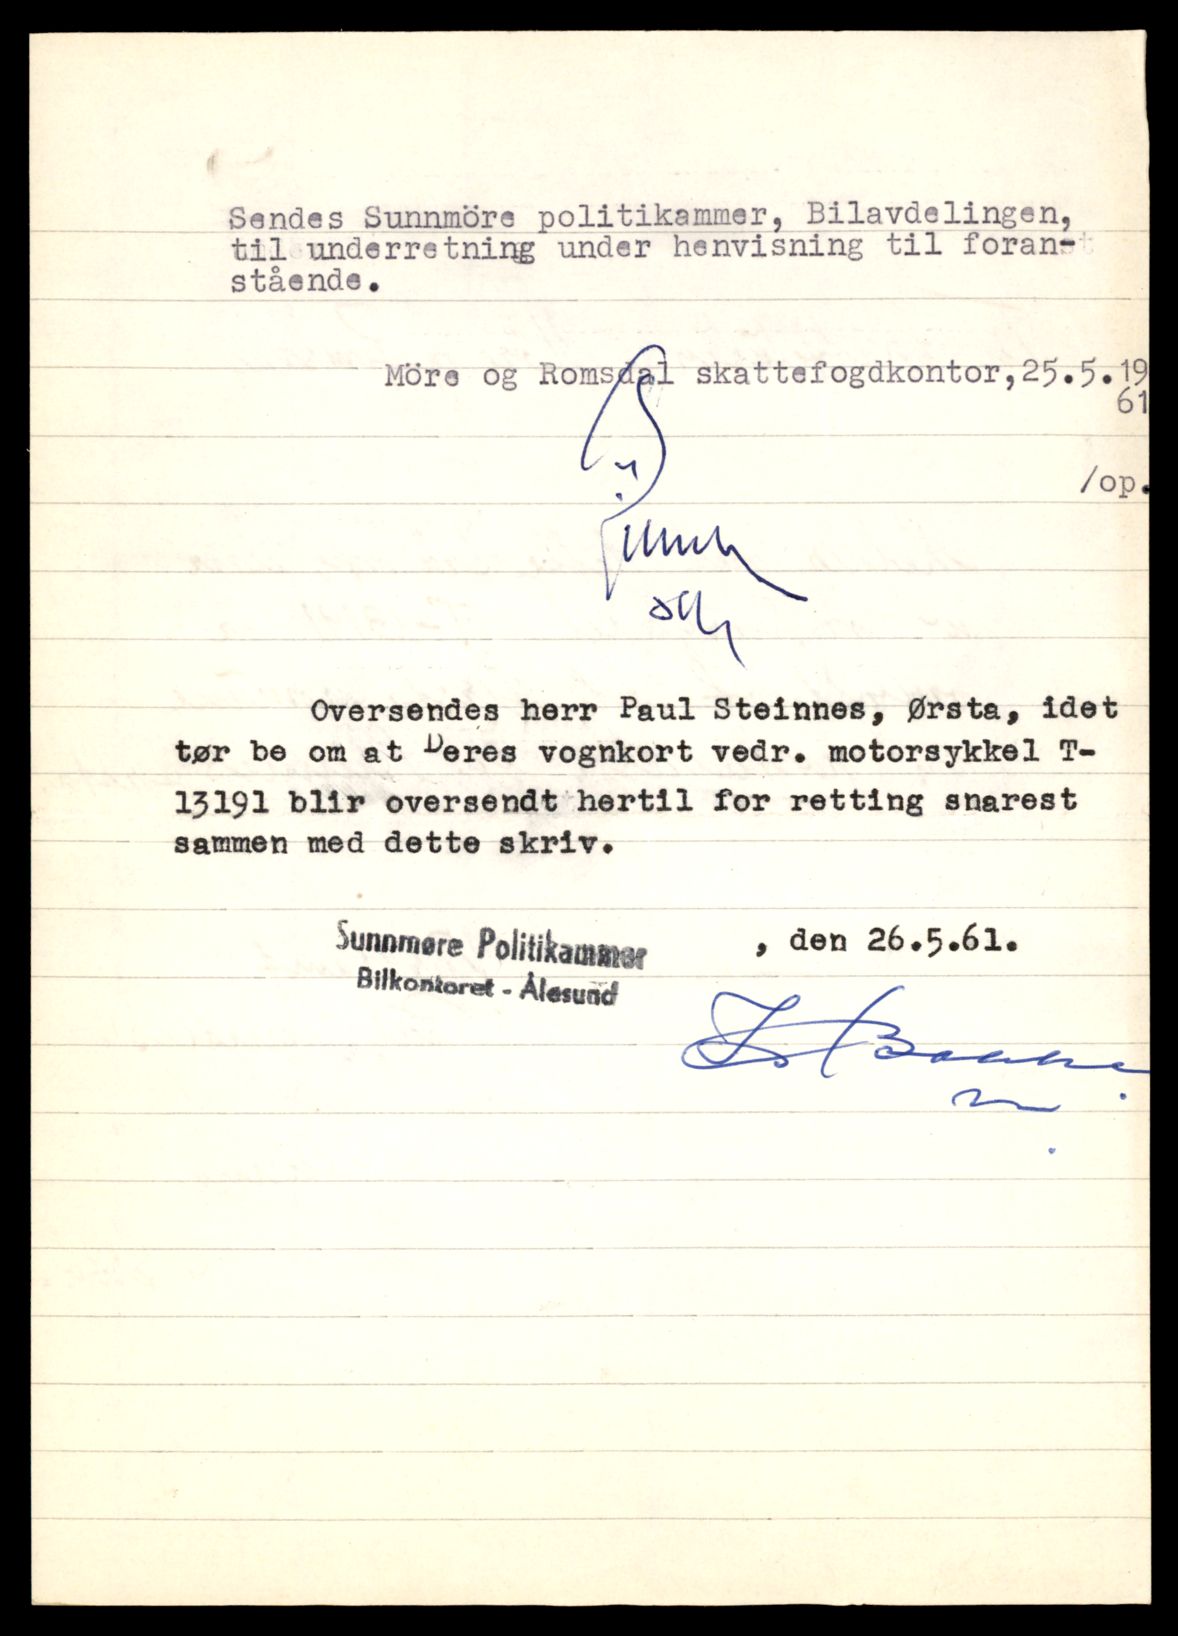 Sendes Sunnmöre politikammer, Bilavdelingen,
til underretning under henvisning til foran-
stående.
Möre og Romsdal skattefogdkontor,25.5.19
61
/op.
Oversendes herr Paul Steinnes, Ørsta, idet
tør be om at Deres vognkort vedr. motorsykkel T-
13191 blir oversendt hertil for retting snarest
sammen med dette skriv.
Sunnmøre Politikammer , den 26.5.61.
Bilkontoret - Ålesund